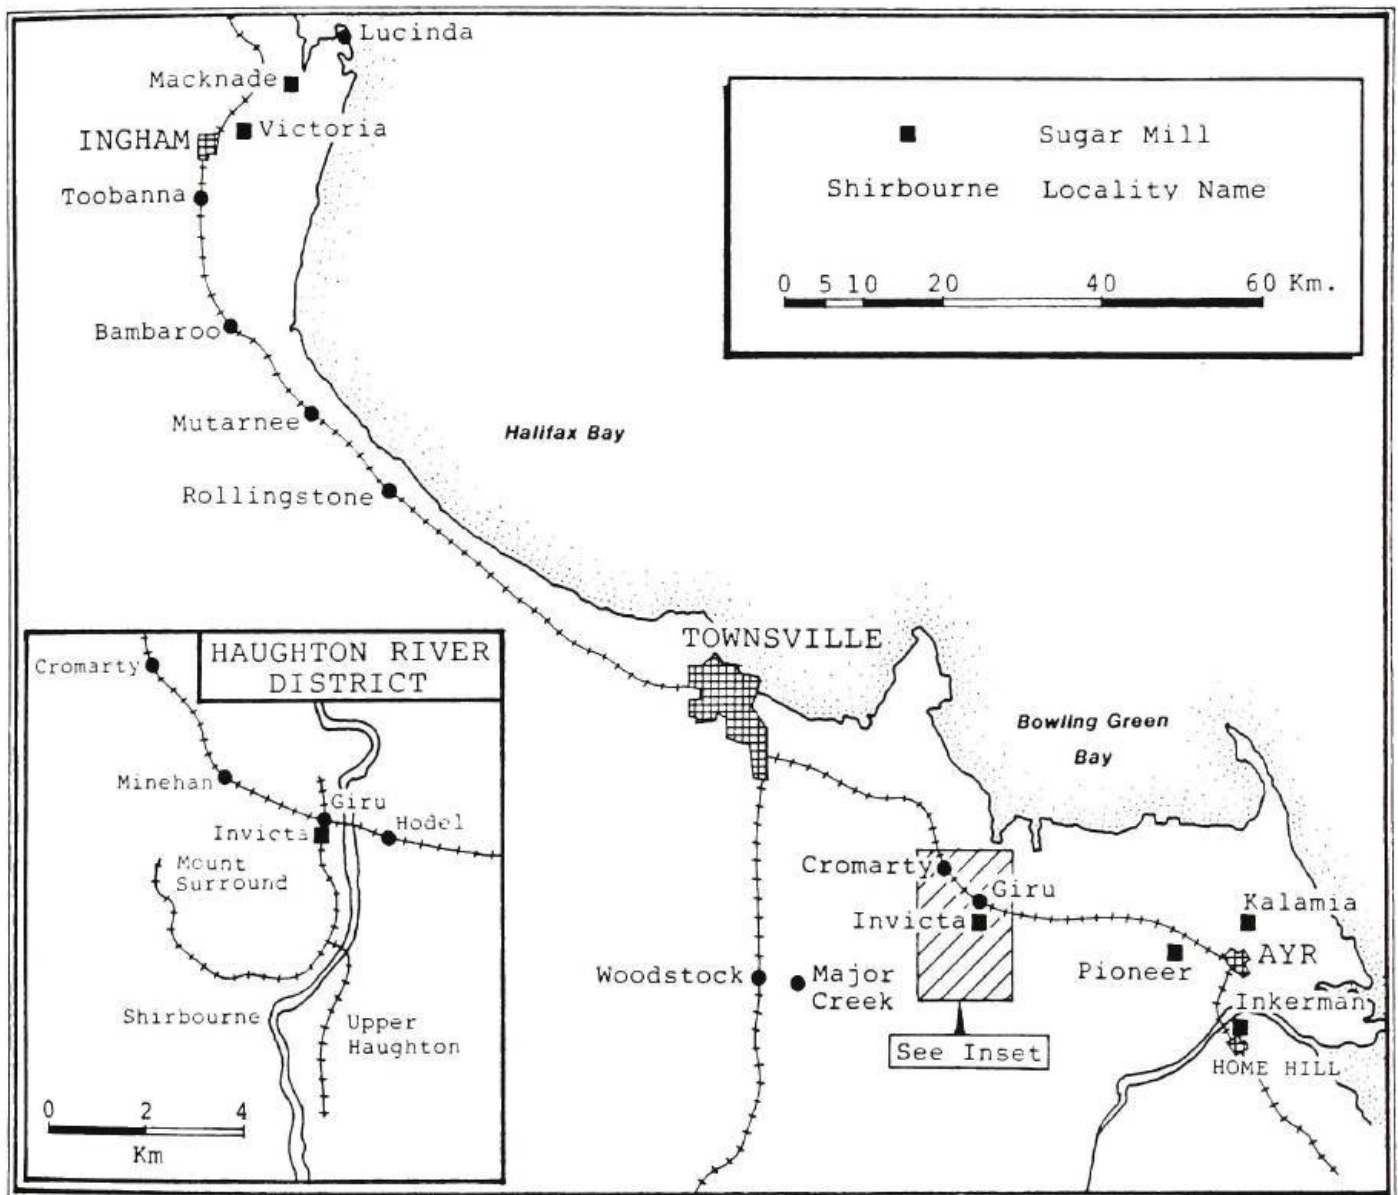 Lucinda
Macknade
INGHAM
Victoria
Toobanna
Bambaroo
Mutarnee
Rollingstone
Halifax Bay
Sugar Mill
Shirbourne Locality Name
0 5 10 20 40 60 Km.
TOWNSVILLE
Bowling Green
Bay
Cromarty
Giru
Invicta
Kalamia
Woodstock
Major
Creek
Pioneer
AYR
Inkerman
See Inset
HOME HILL
HAUGHTON RIVER
DISTRICT
Cromarty
Minehan
Giru
Invicta
Hodel
Mount
Surround
Shirbourne
Upper
Haughton
0 2 4
Km